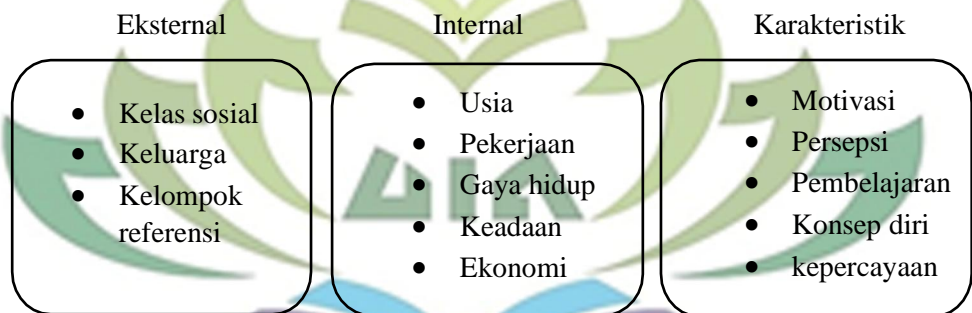 Eksternal
Internal
Karakteristik
• Kelas sosial
• Keluarga
• Kelompok
referensi
• Usia
• Pekerjaan
• Gaya hidup
• Keadaan
• Ekonomi
• Motivasi
• Persepsi
• Pembelajaran
• Konsep diri
• kepercayaan